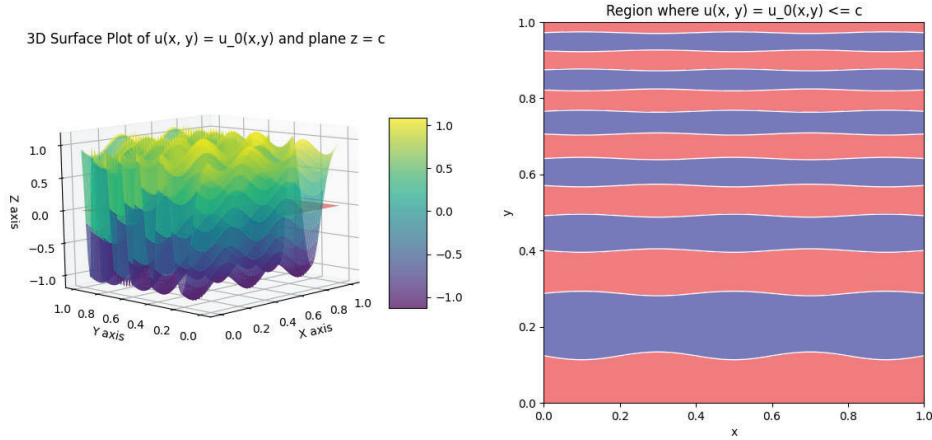 3D Surface Plot of u(x, y) = u_0(x,y) and plane z = c
1.0
0.5
0.0
−0.5
−1.0
Z axis
1.0 0.8 0.6 0.4 0.2 0.0
Y axis
0.0 0.2 0.4 0.6 0.8 1.0
X axis
1.0
0.5
0.0
−0.5
−1.0
Region where u(x, y) = u_0(x,y) <= c
1.0
0.8
0.6
y
0.4
0.2
0.0
0.0 0.2 0.4 0.6 0.8 1.0
x